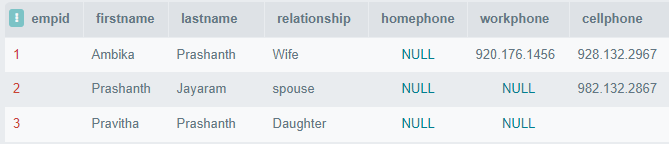 ! empid firstname lastname relationship homephone workphone cellphone
1 Ambika Prashanth Wife NULL 920.176.1456 928.132.2967
2 Prashanth Jayaram spouse NULL NULL 982.132.2867
3 Pravitha Prashanth Daughter NULL NULL